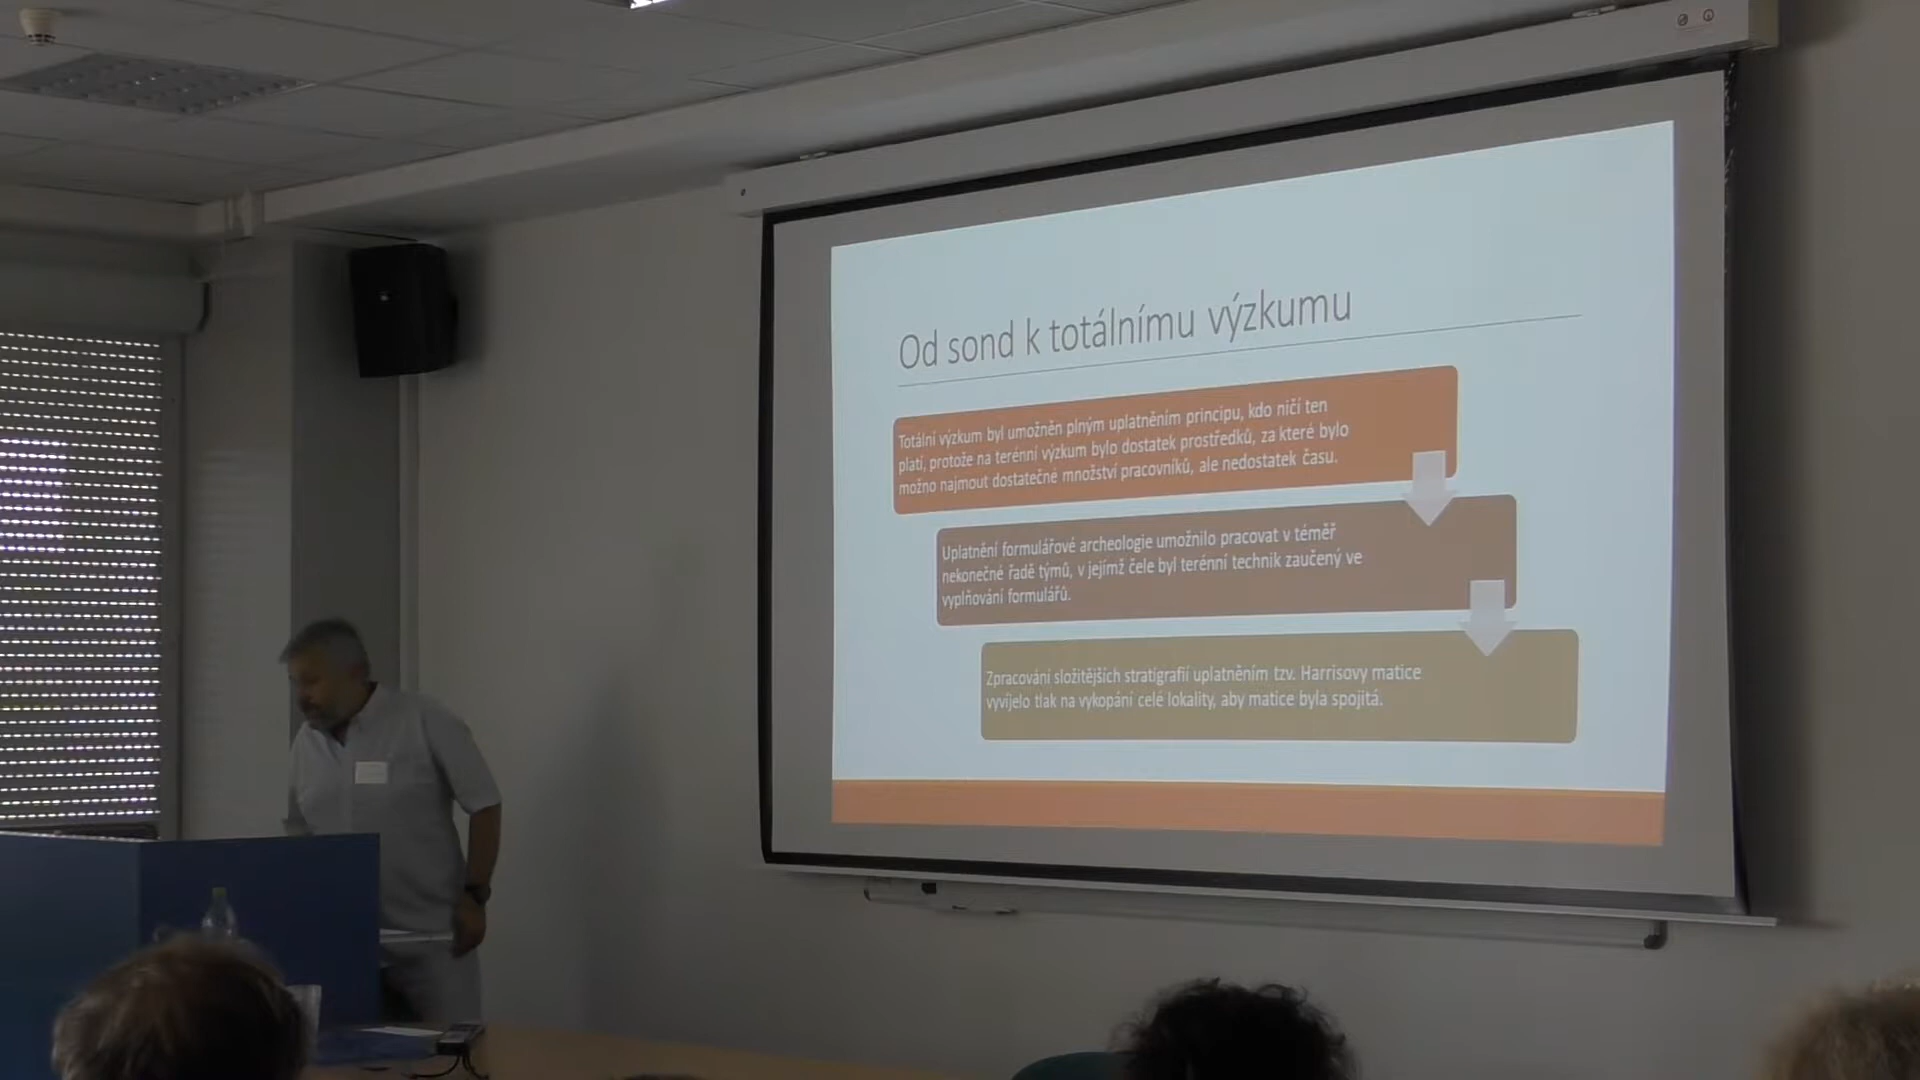 Od sond k totálnímu výzkumu
Totální výzkum byl umožněn plným uplatněním principu, kdo ničí ten
platí, protože na terénní výzkum bylo dostatek prostředků, za které bylo
možno najmout dostatečné množství pracovníků, ale nedostatek času.
Uplatnění formulářové archeologie umožnilo pracovat v téměř
nekonečné řadě týmů, v jejímž čele byl terénní technik zaučený ve
vyplňování formulářů.
Zpracování složitějších stratigrafií uplatněním tzv. Harrisovy matice
vyvíjelo tlak na vykopání celé lokality, aby matice byla spojitá.